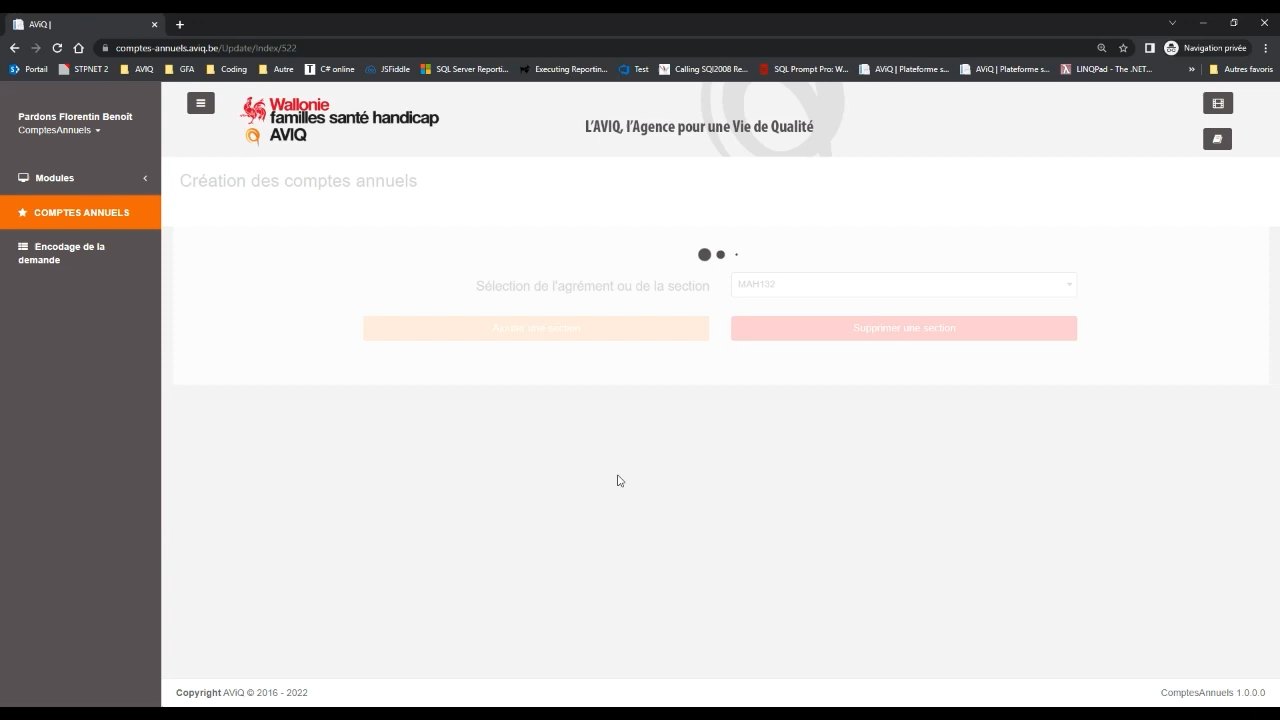 AViQ |
comptes-annuels.aviq.be/Update/Index/522
Navigation privée
Portail
STPNET 2
AVIQ
GFA
Coding
Autre
C# online
JSFiddle
SQL Server Reporti...
Executing Reportin...
Test
Calling SQl2008 Re...
SQL Prompt Pro: W...
AViQ | Plateforme s...
AViQ | Plateforme s...
LINQPad - The .NET...
»
Autres favoris
Pardons Florentin Benoit
ComptesAnnuels
Wallonie
familles santé handicap
AVIQ
L'AVIQ, l'Agence pour une Vie de Qualité
Modules
COMPTES ANNUELS
Encodage de la
demande
Création des comptes annuels
Sélection de l'agrément ou de la section
MAH132
Ajouter une section
Supprimer une section
Copyright AViQ © 2016 - 2022
ComptesAnnuels 1.0.0.0